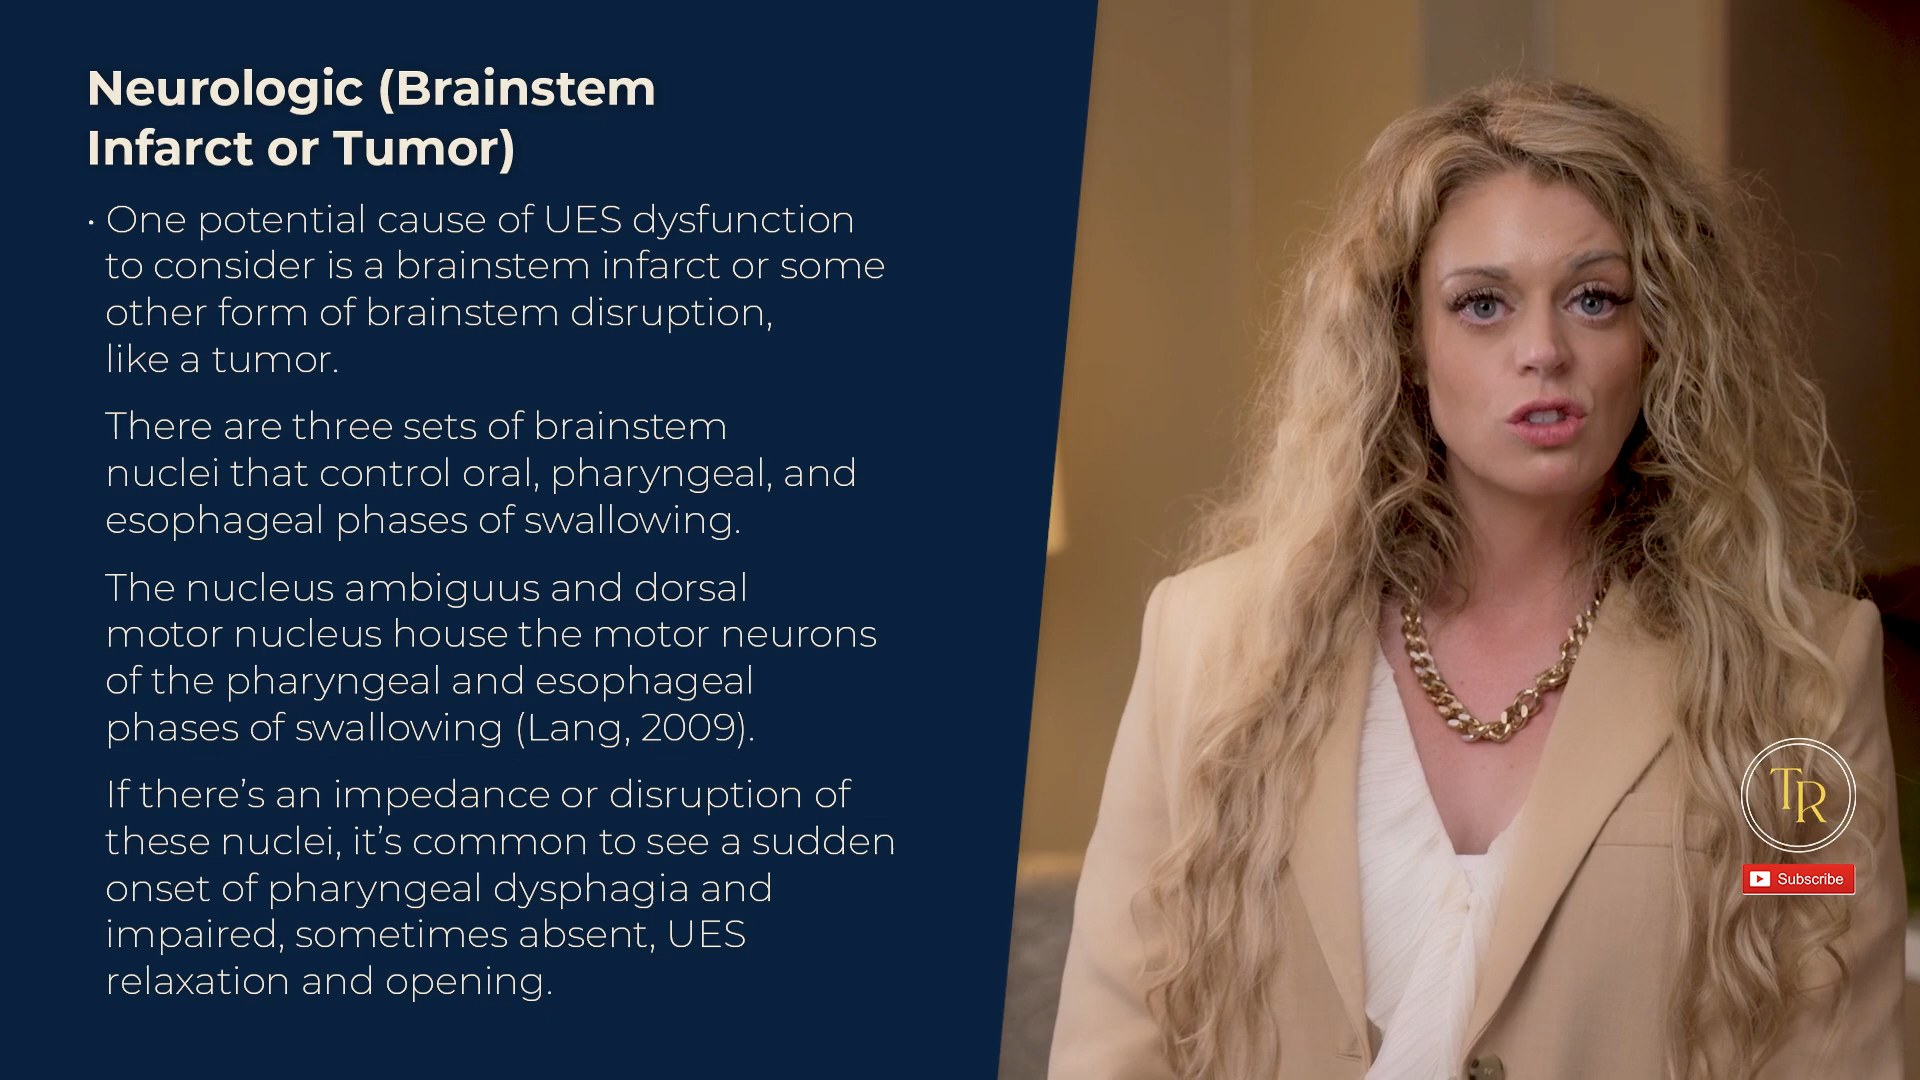 Neurologic (Brainstem
Infarct or Tumor)
· One potential cause of UES dysfunction
to consider is a brainstem infarct or some
other form of brainstem disruption,
like a tumor.
There are three sets of brainstem
nuclei that control oral, pharyngeal, and
esophageal phases of swallowing.
The nucleus ambiguus and dorsal
motor nucleus house the motor neurons
of the pharyngeal and esophageal
phases of swallowing (Lang, 2009).
If there’s an impedance or disruption of
these nuclei, it’s common to see a sudden
onset of pharyngeal dysphagia and
impaired, sometimes absent, UES
relaxation and opening.
TR
Subscribe